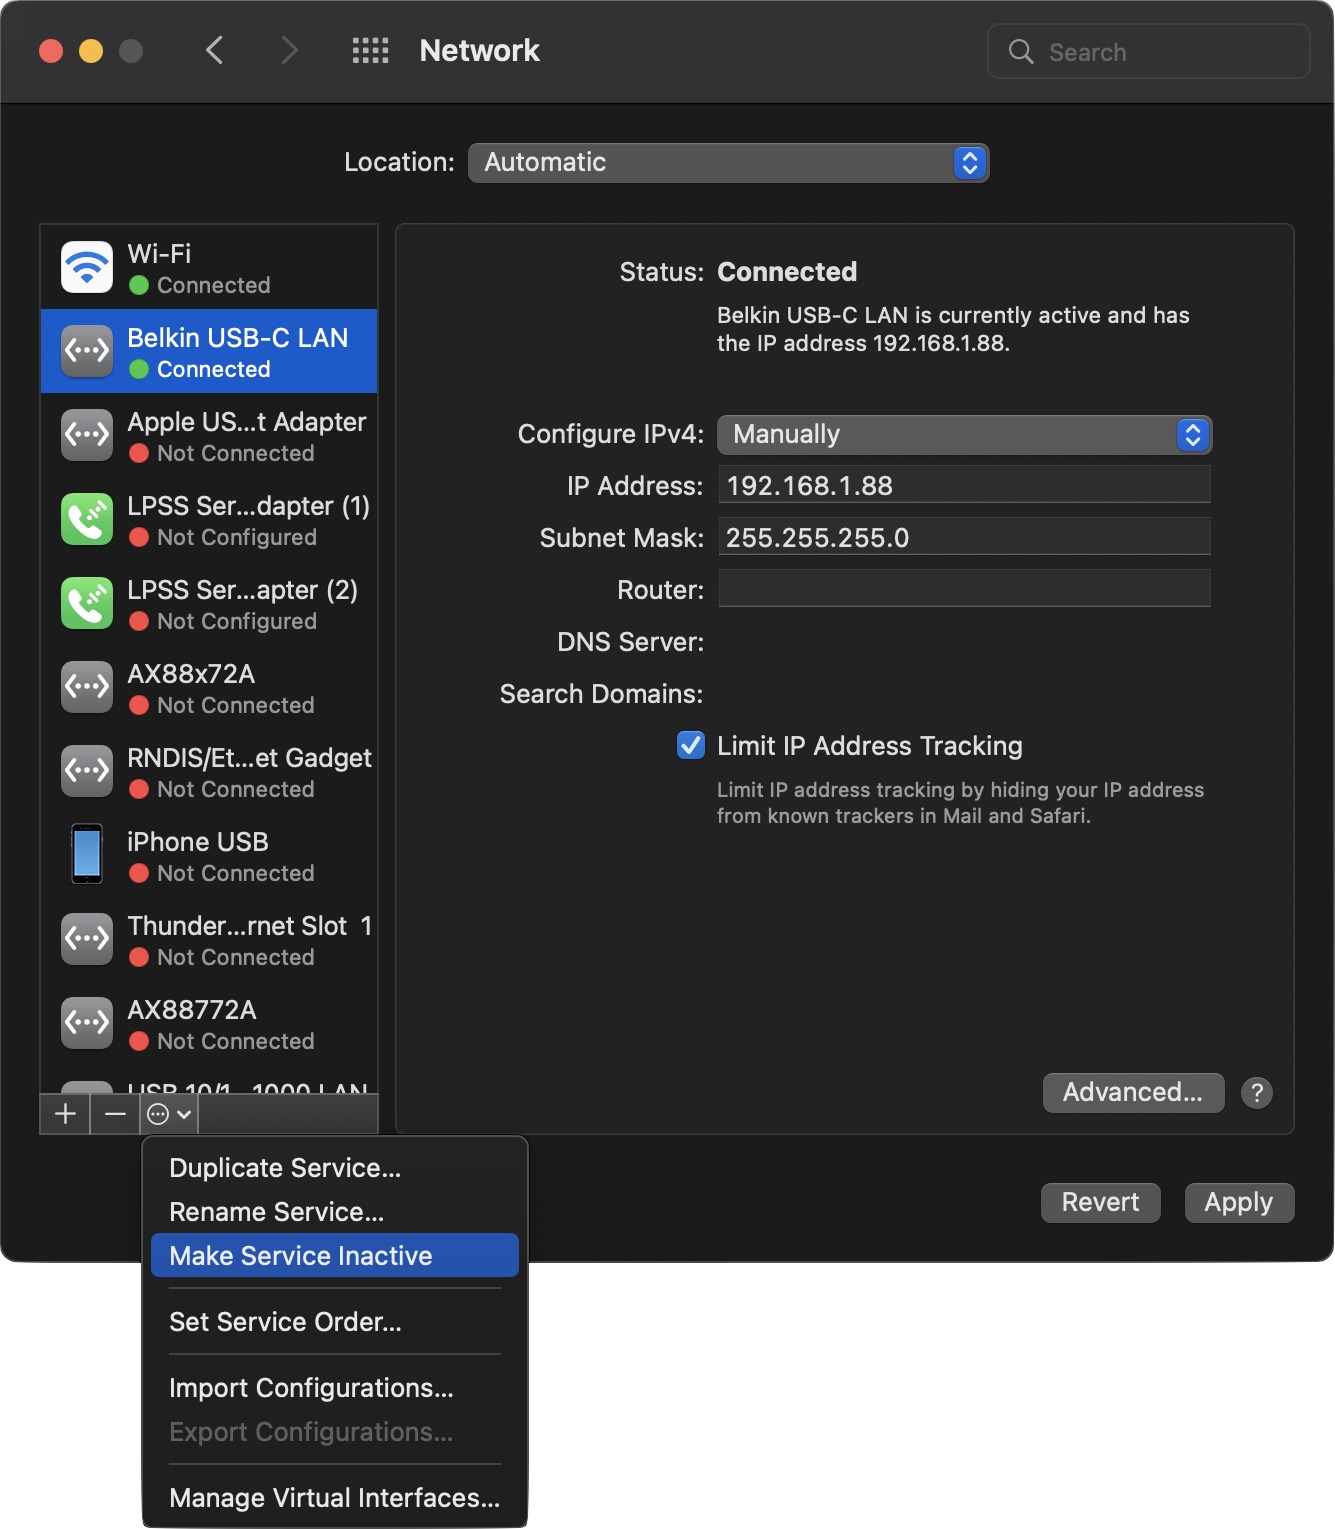 Network
Search
Location:
Automatic
Wi-Fi
Connected
Belkin USB-C LAN
Connected
Apple US...t Adapter
Not Connected
LPSS Ser...dapter (1)
Not Configured
LPSS Ser...apter (2)
Not Configured
AX88x72A
Not Connected
RNDIS/Et...et Gadget
Not Connected
iPhone USB
Not Connected
Thunder...rnet Slot 1
Not Connected
AX88772A
Not Connected
USB 10/1...1000 LAN
Status: Connected
Belkin USB-C LAN is currently active and has
the IP address 192.168.1.88.
Configure IPv4: Manually
IP Address: 192.168.1.88
Subnet Mask: 255.255.255.0
Router:
DNS Server:
Search Domains:
Limit IP Address Tracking
Limit IP address tracking by hiding your IP address
from known trackers in Mail and Safari.
Advanced...
?
Duplicate Service...
Rename Service...
Make Service Inactive
Set Service Order...
Import Configurations...
Export Configurations...
Manage Virtual Interfaces...
Revert
Apply